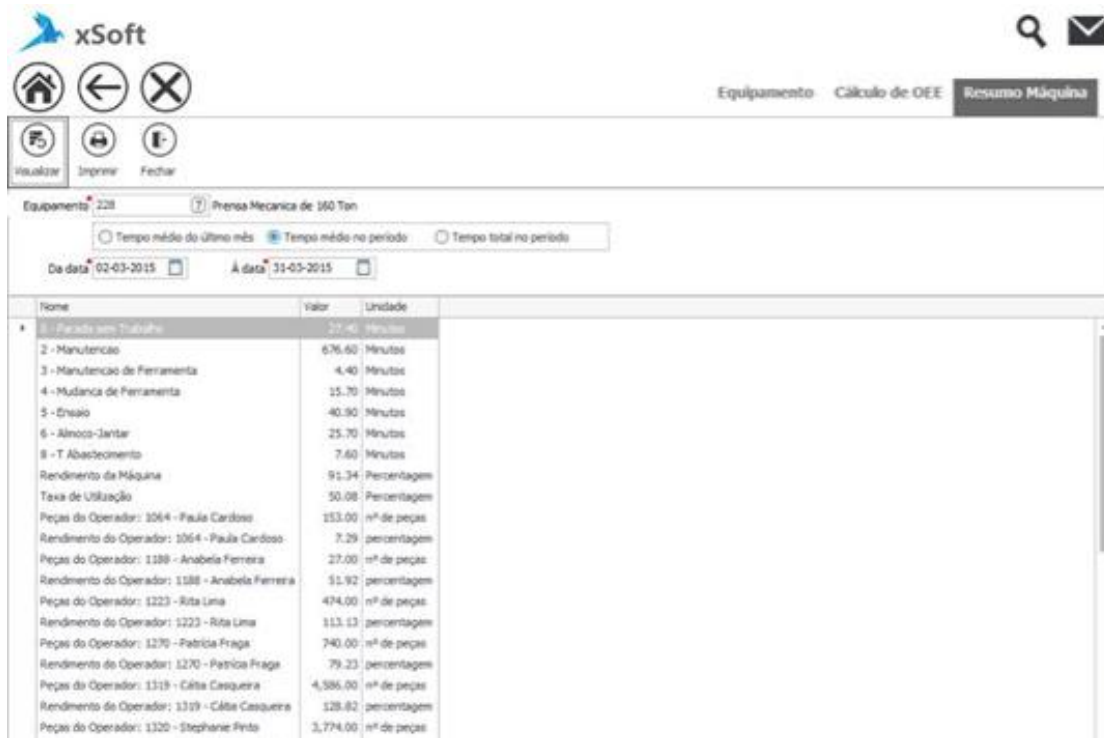 xSoft
Equipamento Cálculo de OEE Resumo Máquina
Visualizar Imprimir Fechar
Equipamento 228 ? Prensa Mecanica de 160 Ton
Tempo médio do último mês Tempo médio no periodo Tempo total no periodo
Da data 02-03-2015 À data 31-03-2015
Nome Valor Unidade
1 - Parada sem Trabalho 27.40 Minutos
2 - Manutencao 676.60 Minutos
3 - Manutencao de Ferramenta 4.40 Minutos
4 - Mudanca de Ferramenta 15.70 Minutos
5 - Ensaio 40.90 Minutos
6 - Almoco-Jantar 25.70 Minutos
8 - T Abastecimento 7.60 Minutos
Rendimento da Máquina 91.34 Percentagem
Taxa de Utilização 50.08 Percentagem
Peças do Operador: 1064 - Paula Cardoso 153.00 nº de peças
Rendimento do Operador: 1064 - Paula Cardoso 7.29 percentagem
Peças do Operador: 1188 - Anabela Ferreira 27.00 nº de peças
Rendimento do Operador: 1188 - Anabela Ferreira 51.92 percentagem
Peças do Operador: 1223 - Rita Lima 474.00 nº de peças
Rendimento do Operador: 1223 - Rita Lima 113.13 percentagem
Peças do Operador: 1270 - Patrícia Fraga 740.00 nº de peças
Rendimento do Operador: 1270 - Patrícia Fraga 79.23 percentagem
Peças do Operador: 1319 - Cátia Casqueira 4,586.00 nº de peças
Rendimento do Operador: 1319 - Cátia Casqueira 128.82 percentagem
Peças do Operador: 1320 - Stephanie Pinto 3,774.00 nº de peças